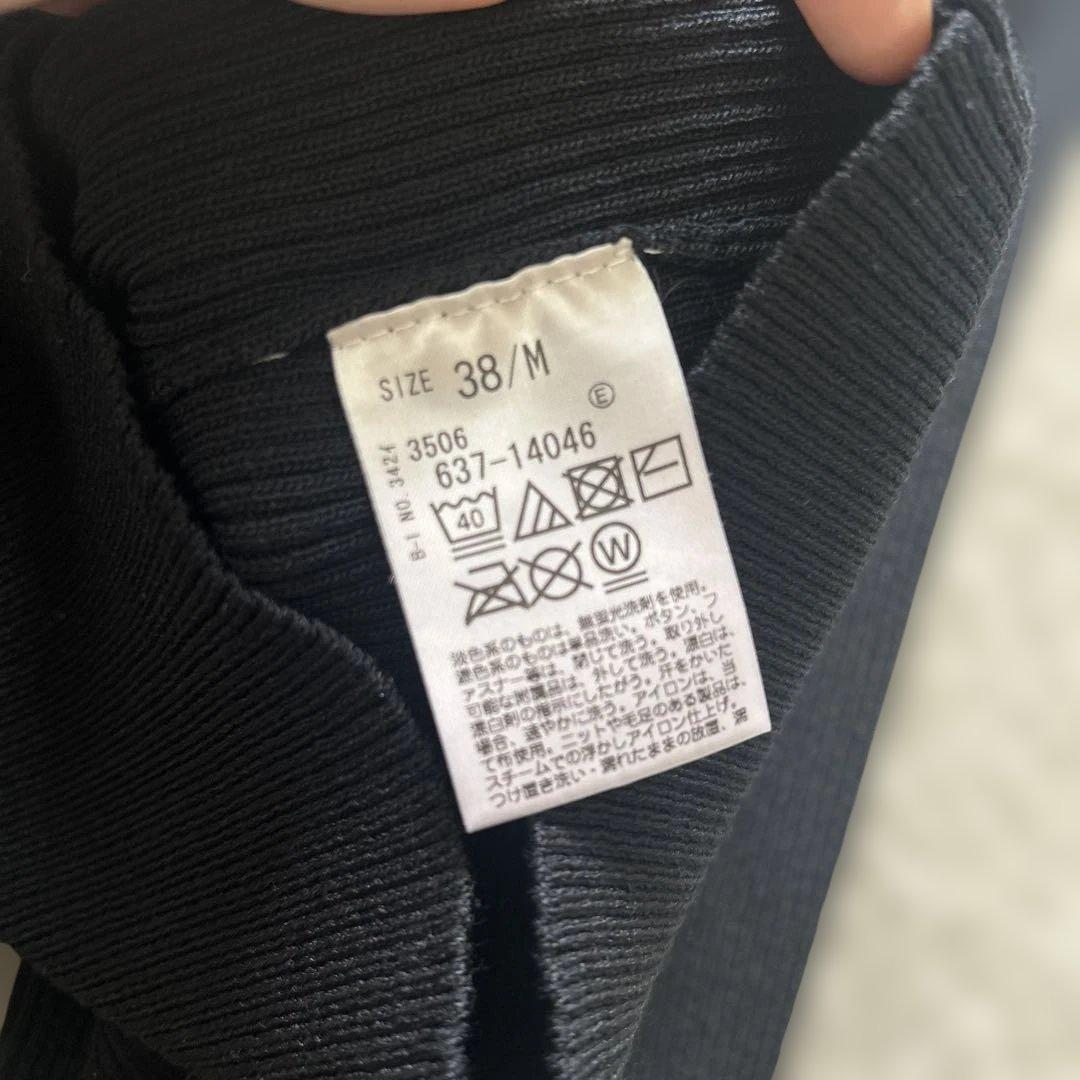 SIZE 38/M
E
3506
637-14046
B-I NO. 342イ
40
W
淡色系のものは、無蛍光洗剤を使用。
濃色系のものは単品洗い。ボタン、フ
ァスナー等は、閉じて洗う。取り外し
可能な附属品は、外して洗う。漂白は、
漂白剤の指示にしたがう。汗をかいた
場合、速やかに洗う。アイロンは、当
て布使用。ニットや毛足のある製品は、
スチームでの浮かしアイロン仕上げ。
つけ置き洗い・濡れたままの放置、濡